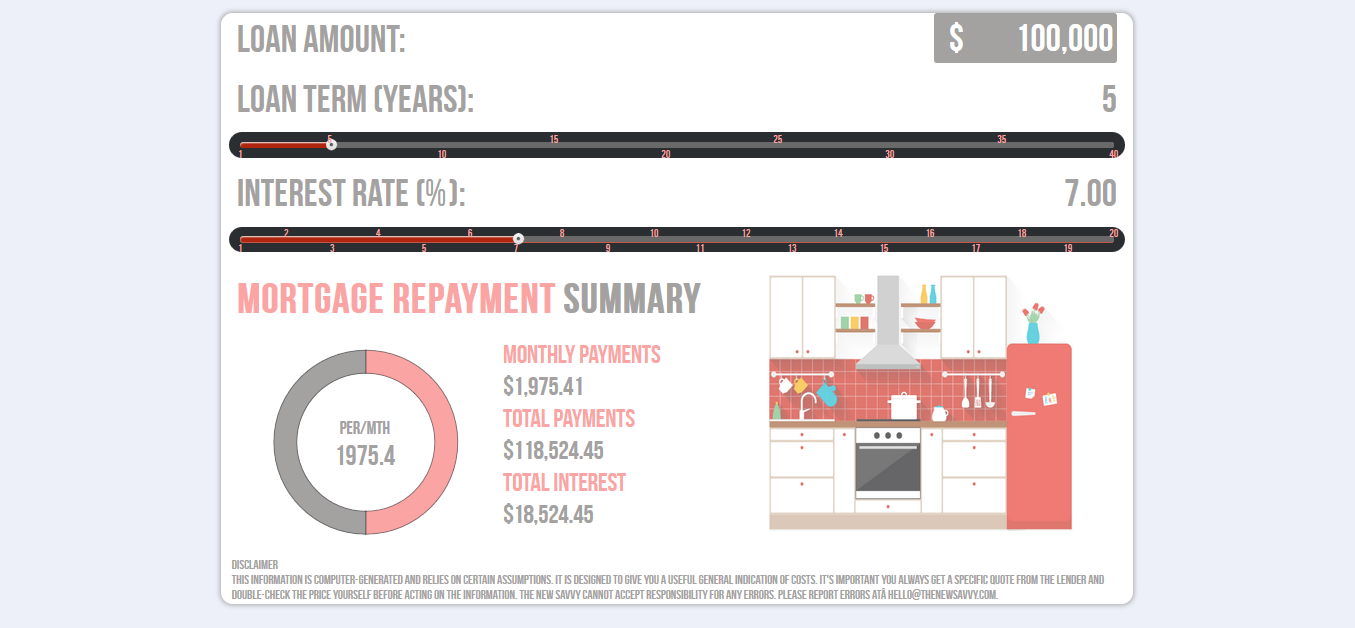 LOAN AMOUNT:
$ 100,000
LOAN TERM (YEARS):
5
5 15 25 35
1 10 20 30 40
INTEREST RATE (%):
7.00
2 4 6 8 10 12 14 16 18 20
1 3 5 7 9 11 13 15 17 19
MORTGAGE REPAYMENT SUMMARY
PER/MTH
1975.4
MONTHLY PAYMENTS
$1,975.41
TOTAL PAYMENTS
$118,524.45
TOTAL INTEREST
$18,524.45
DISCLAIMER
THIS INFORMATION IS COMPUTER-GENERATED AND RELIES ON CERTAIN ASSUMPTIONS. IT IS DESIGNED TO GIVE YOU A USEFUL GENERAL INDICATION OF COSTS. IT'S IMPORTANT YOU ALWAYS GET A SPECIFIC QUOTE FROM THE LENDER AND
DOUBLE-CHECK THE PRICE YOURSELF BEFORE ACTING ON THE INFORMATION. THE NEW SAVVY CANNOT ACCEPT RESPONSIBILITY FOR ANY ERRORS. PLEASE REPORT ERRORS ATÂ HELLO@THENEWSAVVY.COM.